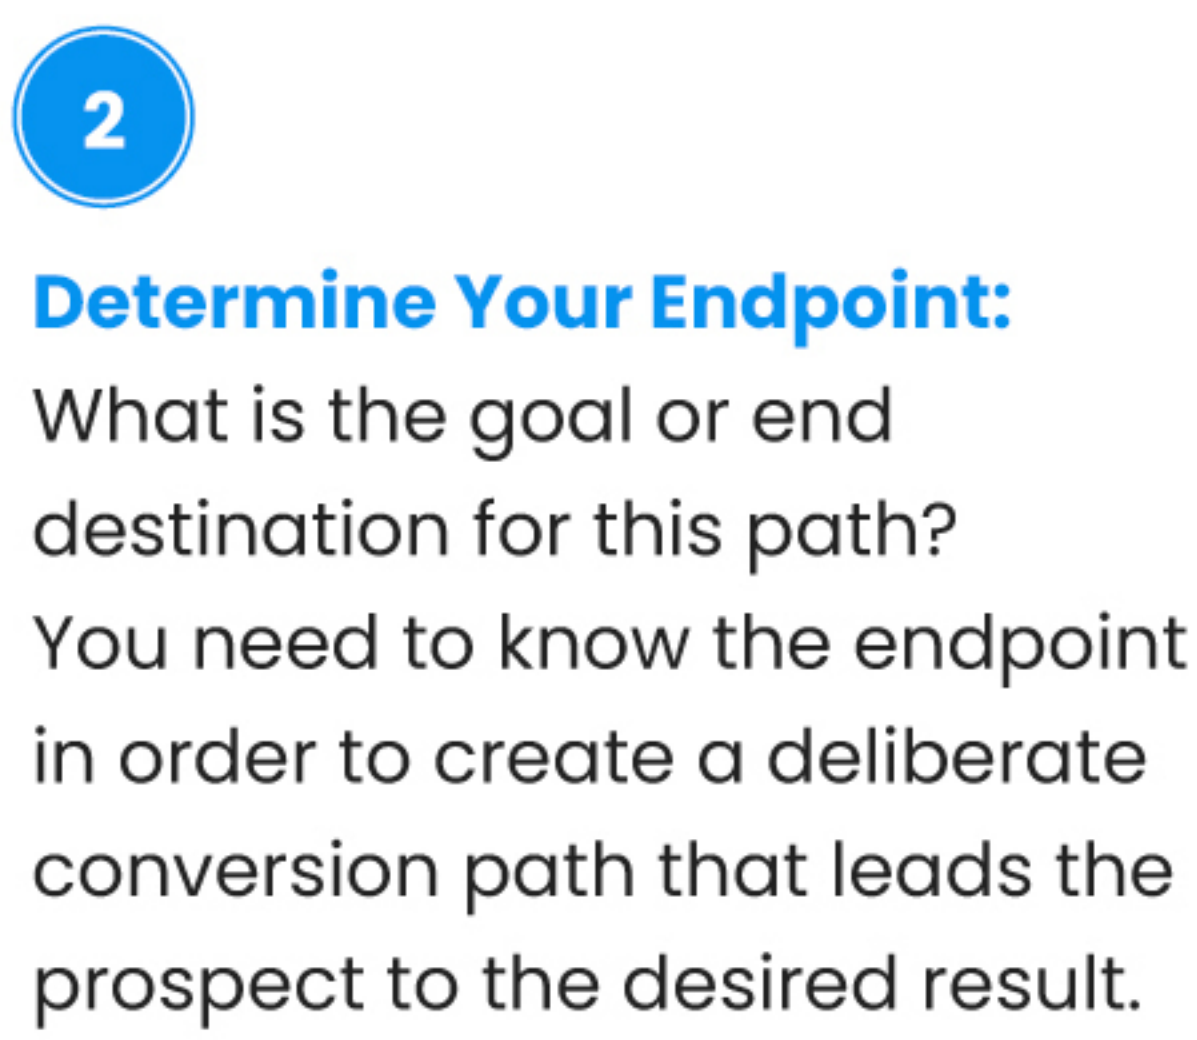 2
Determine Your Endpoint:
What is the goal or end
destination for this path?
You need to know the endpoint
in order to create a deliberate
conversion path that leads the
prospect to the desired result.